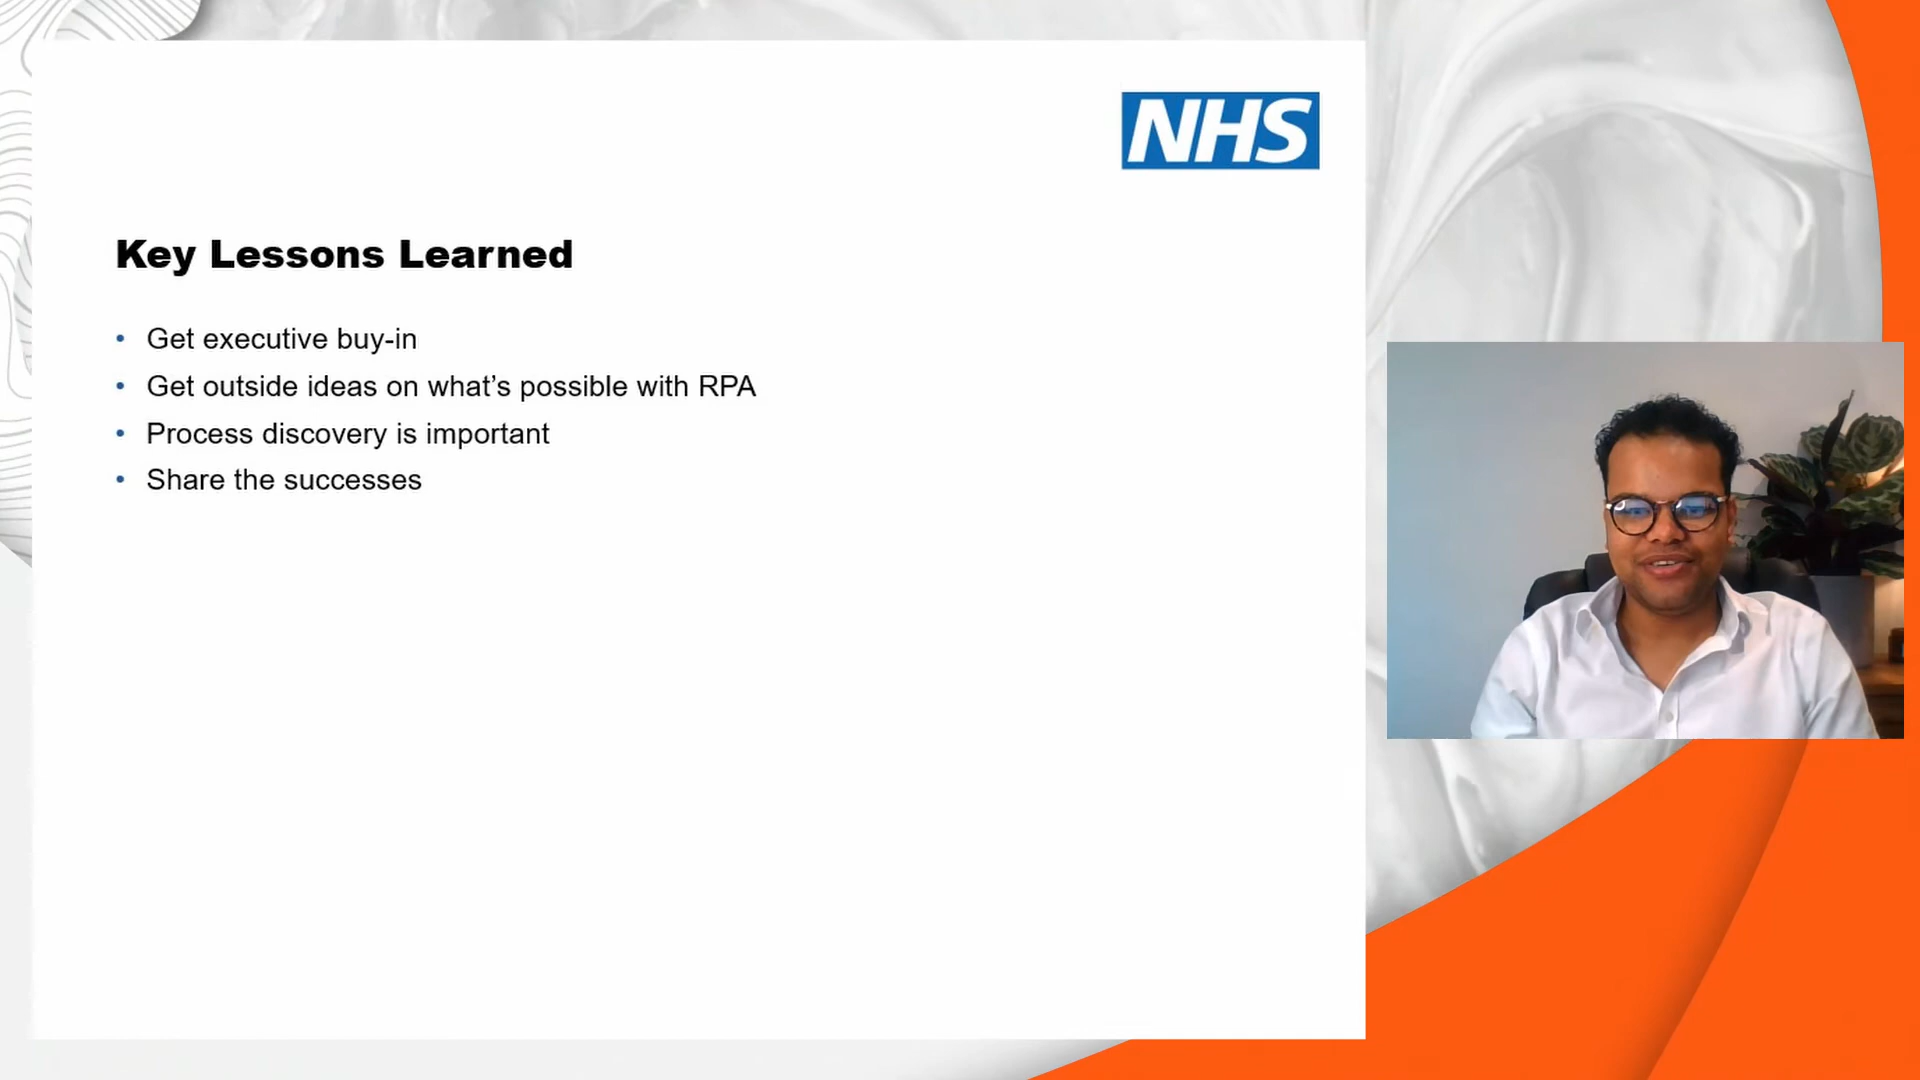 NHS
Key Lessons Learned
• Get executive buy-in
• Get outside ideas on what’s possible with RPA
• Process discovery is important
• Share the successes